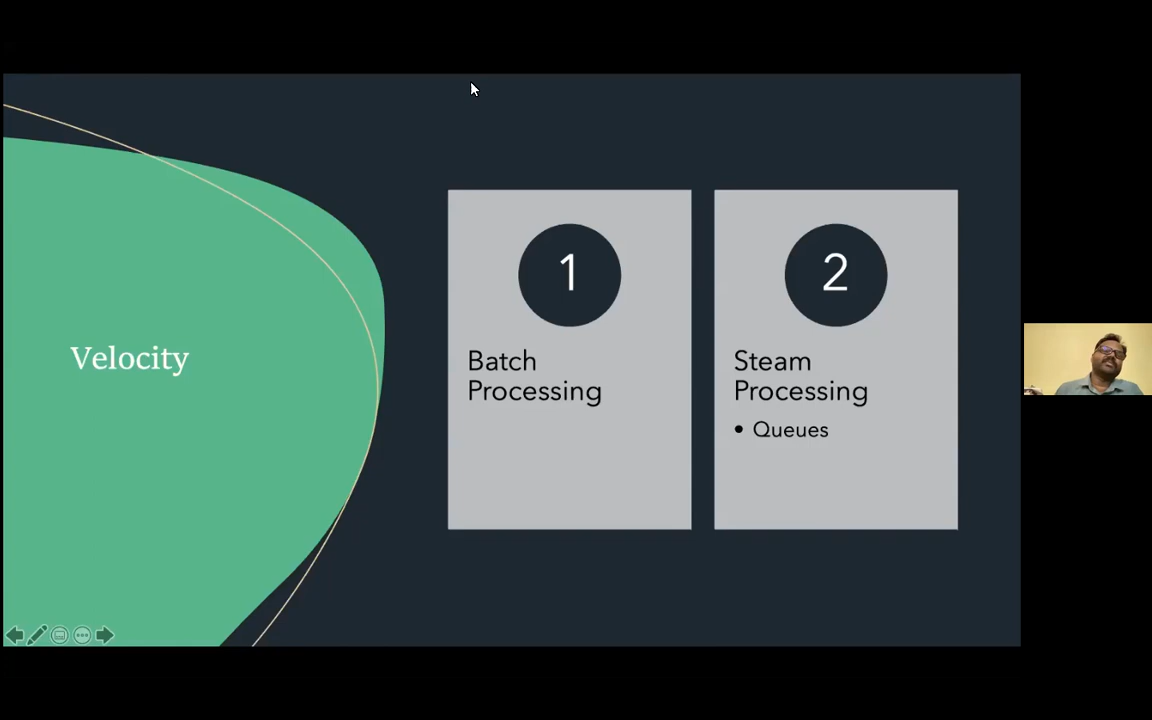 Velocity
1
Batch
Processing
2
Steam
Processing
• Queues